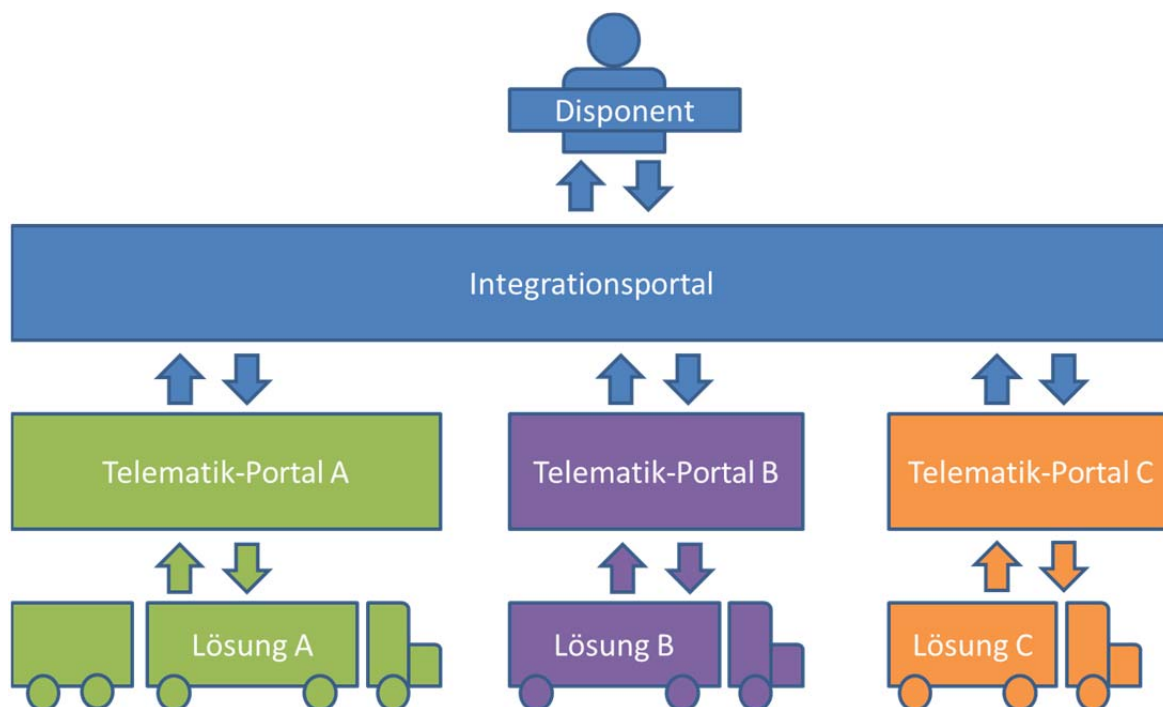 Disponent
Integrationsportal
Telematik-Portal A
Telematik-Portal B
Telematik-Portal C
Lösung A
Lösung B
Lösung C